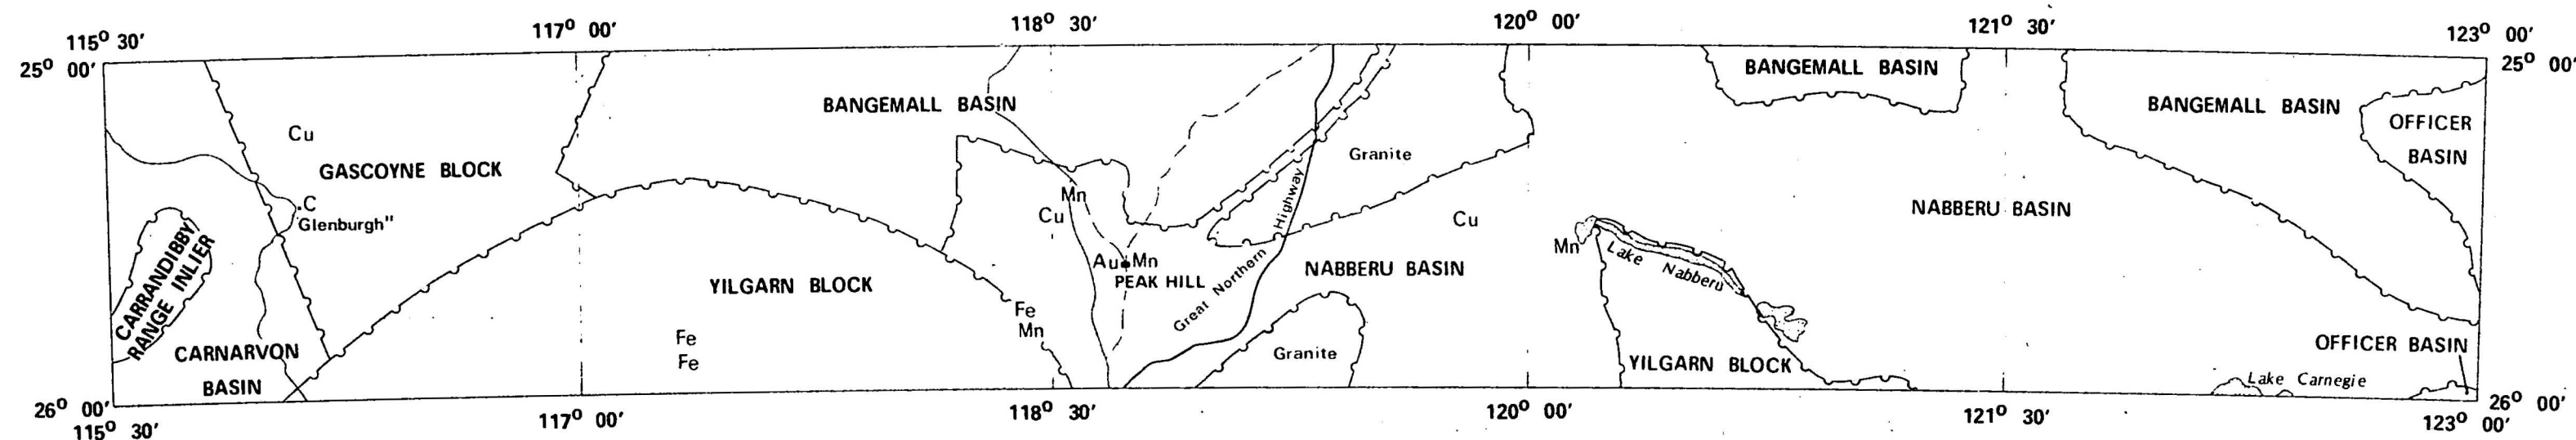 115° 30′
117° 00′
118° 30′
120° 00′
121° 30′
123° 00′
25° 00′
25° 00′
BANGEMALL BASIN
BANGEMALL BASIN
BANGEMALL BASIN
OFFICER
BASIN
Cu
GASCOYNE BLOCK
Granite
.C
Glenburgh"
Mn
Cu
Cu
NABBERU BASIN
CARRANDIBBY/
RANGE INLIER
YILGARN BLOCK
Au Mn
PEAK HILL
Great Northern Highway
NABBERU BASIN
Mn
Lake Nabberu
Fe
Mn
Fe
Fe
CARNARVON
BASIN
Granite
YILGARN BLOCK
OFFICER BASIN
Lake Carnegie
26° 00′
26° 00′
115° 30′
117° 00′
118° 30′
120° 00′
121° 30′
123° 00′